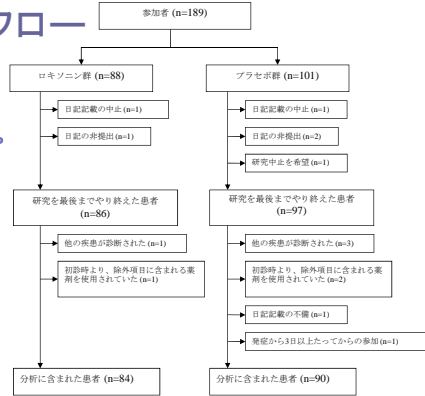 フロー
参加者 (n=189)
ロキソニン群 (n=88)
プラセボ群 (n=101)
日記記載の中止 (n=1)
日記の非提出 (n=1)
日記記載の中止 (n=1)
日記の非提出 (n=2)
研究中止を希望 (n=1)
研究を最後までやり終えた患者
(n=86)
研究を最後までやり終えた患者
(n=97)
他の疾患が診断された (n=1)
初診時より、除外項目に含まれる薬
剤を使用されていた (n=1)
他の疾患が診断された (n=3)
初診時より、除外項目に含まれる薬
剤を使用されていた (n=2)
日記記載の不備 (n=1)
発症から3日以上たってからの参加 (n=1)
分析に含まれた患者 (n=84)
分析に含まれた患者 (n=90)